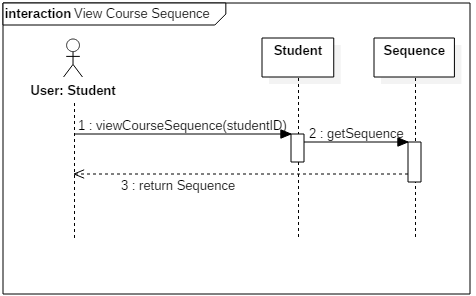 interaction View Course Sequence
Student
Sequence
User: Student
1 : viewCourseSequence(studentID)
2 : getSequence
3 : return Sequence